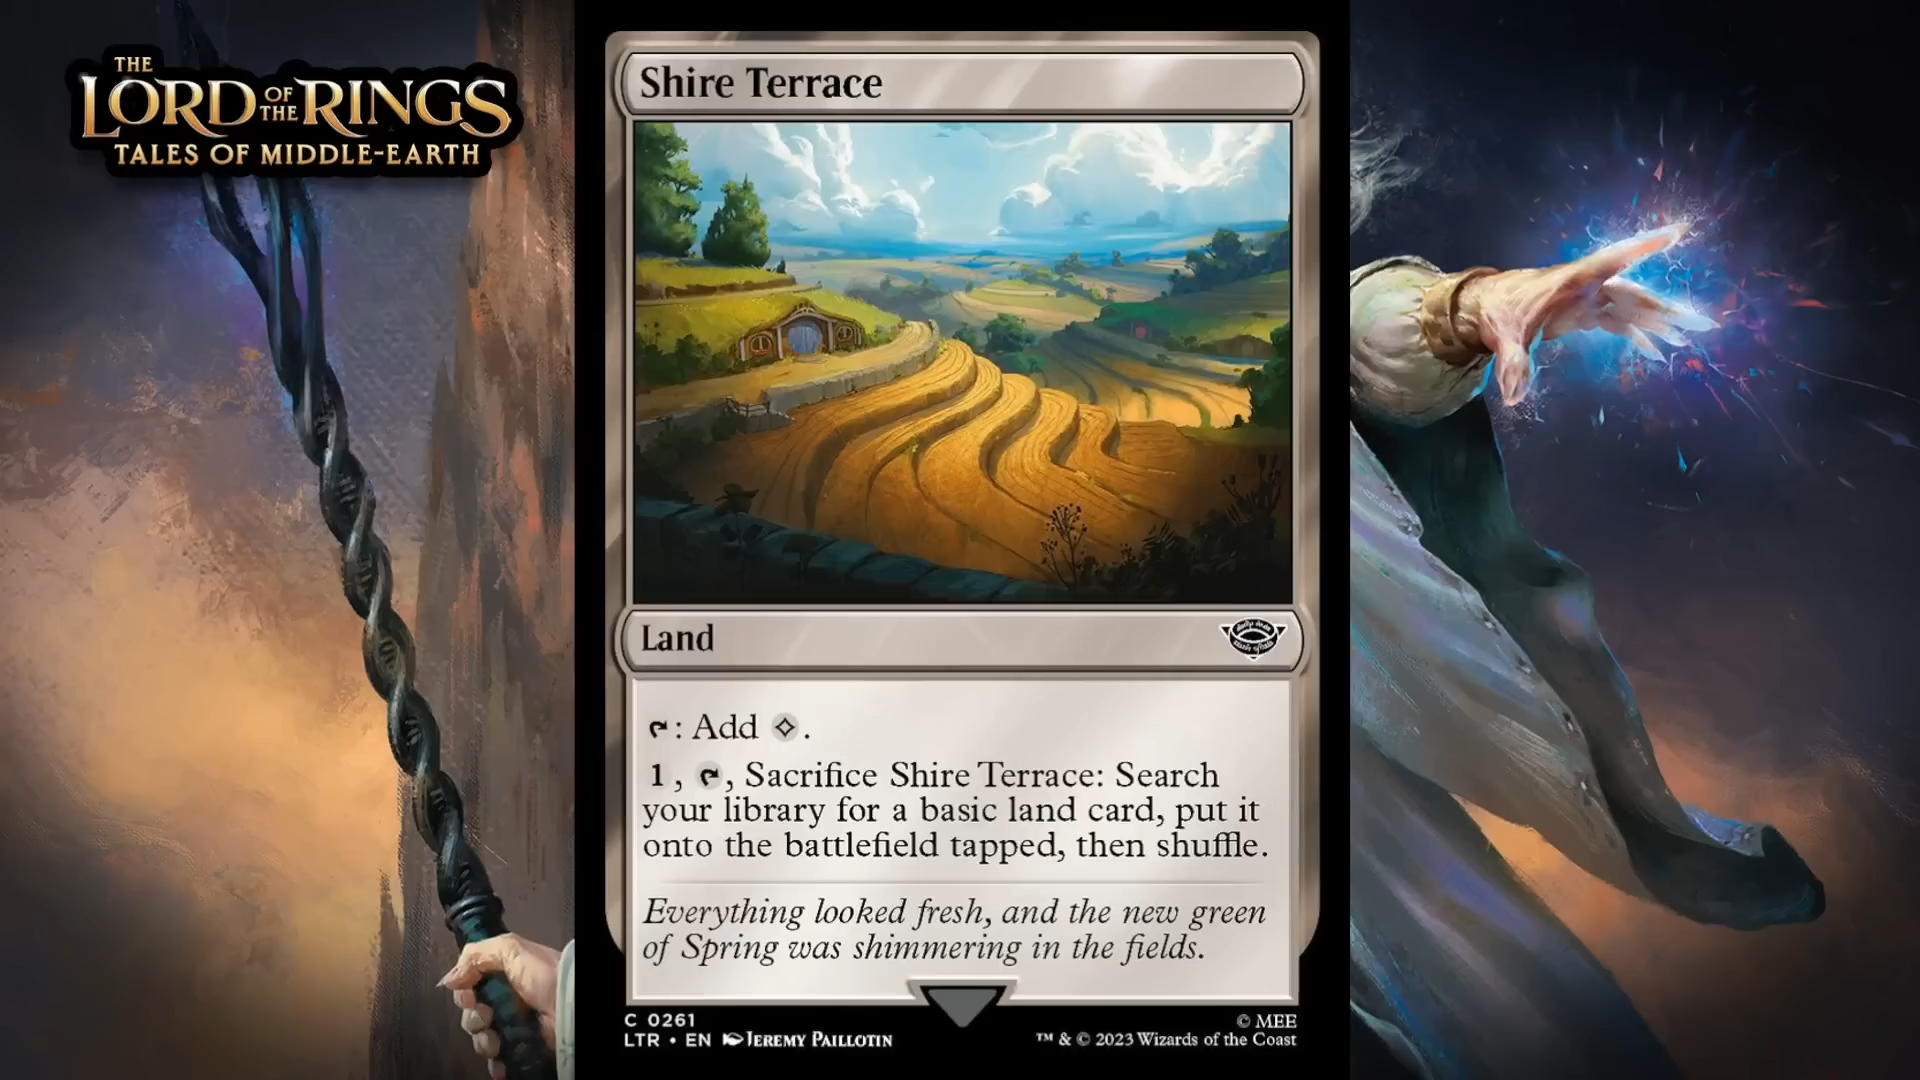 THE
LORD OF THE RINGS
TALES OF MIDDLE-EARTH
Shire Terrace
Land
: Add .
1, , Sacrifice Shire Terrace: Search
your library for a basic land card, put it
onto the battlefield tapped, then shuffle.
Everything looked fresh, and the new green
of Spring was shimmering in the fields.
C 0261
LTR • EN JEREMY PAILLOTIN
© MEE
™ & © 2023 Wizards of the Coast